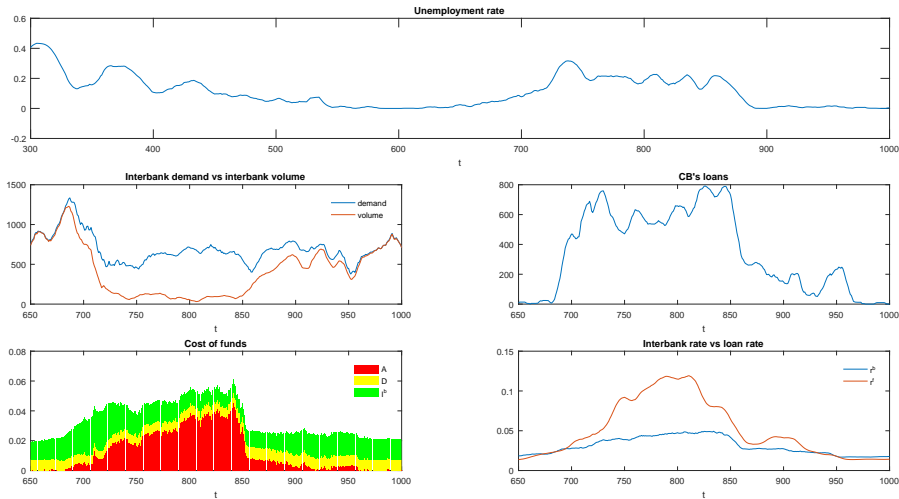 Unemployment rate
0.6
0.4
0.2
0
-0.2
300 400 500 600 700 800 900 1000
t
Interbank demand vs interbank volume
1500
1000
500
0
demand
volume
650 700 750 800 850 900 950 1000
t
CB's loans
800
600
400
200
0
650 700 750 800 850 900 950 1000
t
Cost of funds
0.08
0.06
0.04
0.02
0
A
D
I^b
650 700 750 800 850 900 950 1000
t
Interbank rate vs loan rate
0.15
0.1
0.05
0
r^b
r^f
650 700 750 800 850 900 950 1000
t